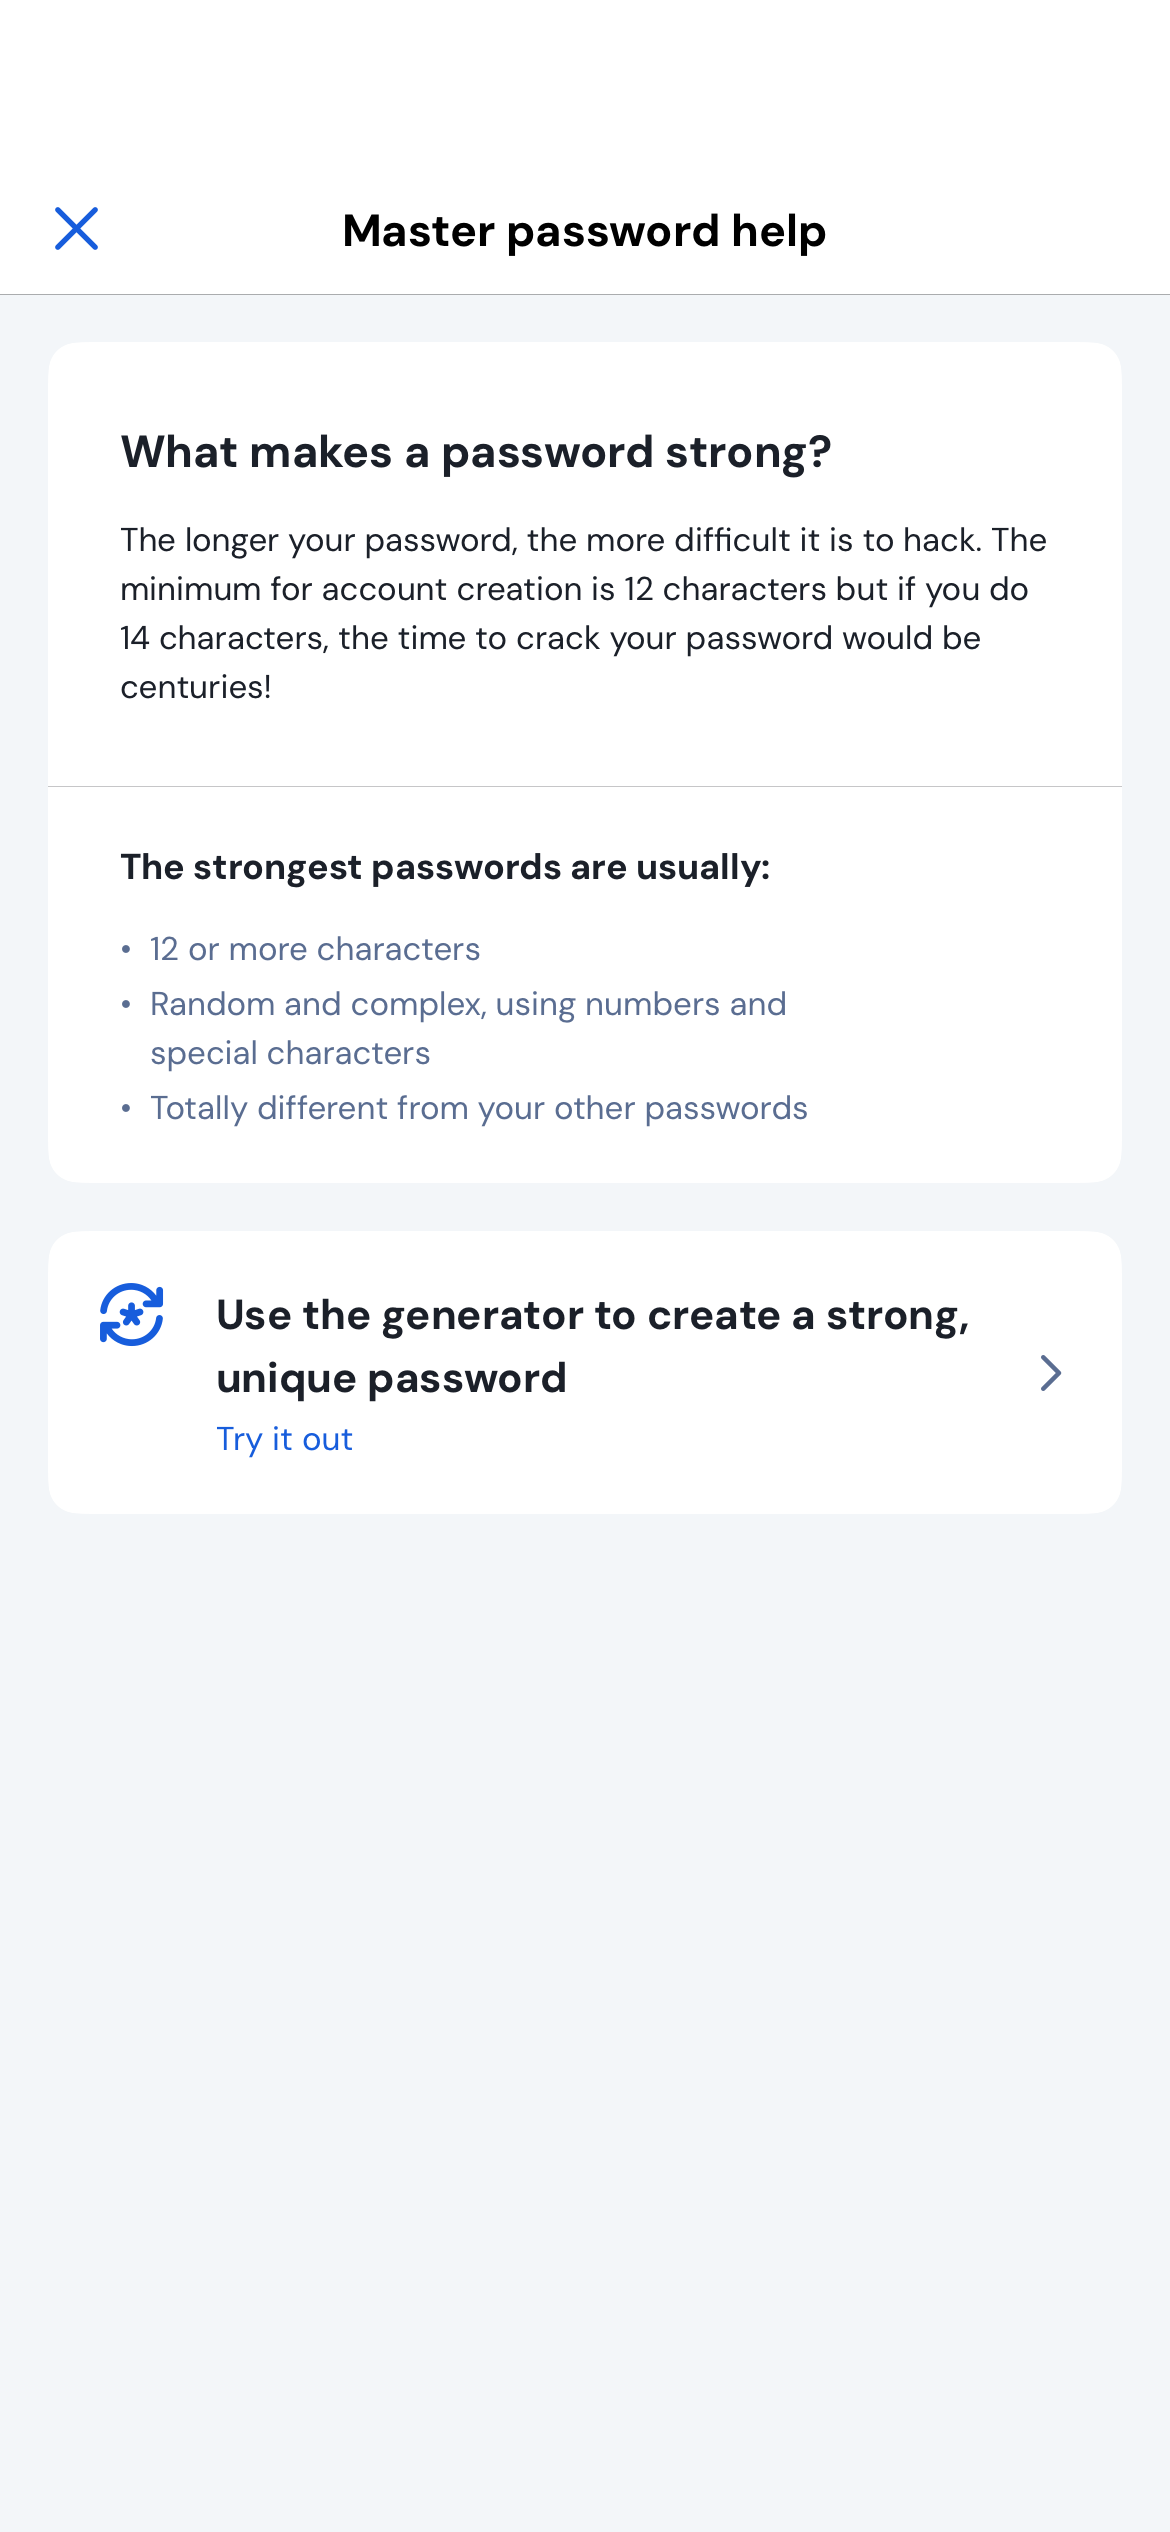 Master password help
What makes a password strong?
The longer your password, the more difficult it is to hack. The
minimum for account creation is 12 characters but if you do
14 characters, the time to crack your password would be
centuries!
The strongest passwords are usually:
• 12 or more characters
• Random and complex, using numbers and
special characters
• Totally different from your other passwords
Use the generator to create a strong,
unique password
Try it out